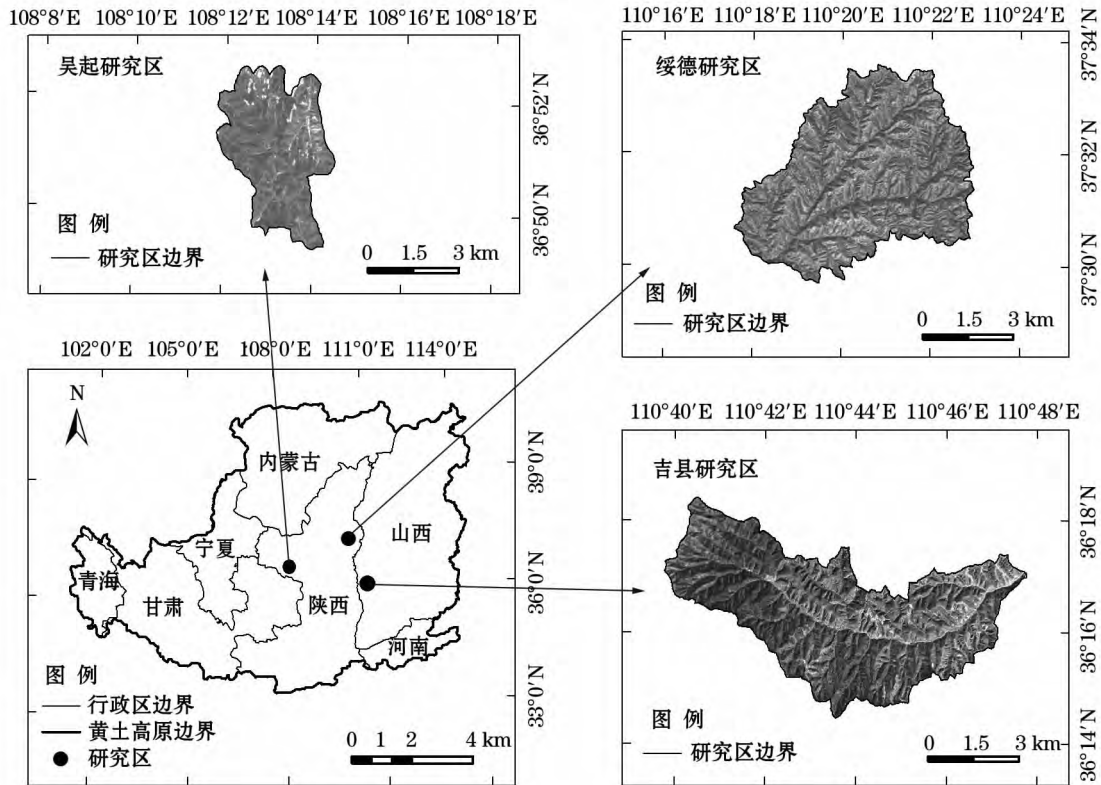 108°8′E 108°10′E 108°12′E 108°14′E 108°16′E 108°18′E
吴起研究区
36°52′N
36°50′N
图 例
研究区边界
0 1.5 3 km
110°16′E 110°18′E 110°20′E 110°22′E 110°24′E
绥德研究区
37°34′N
37°32′N
37°30′N
图 例
研究区边界
0 1.5 3 km
102°0′E 105°0′E 108°0′E 111°0′E 114°0′E
N
内蒙古
39°0′N
宁夏
山西
青海
甘肃
陕西
36°0′N
河南
33°0′N
图 例
行政区边界
黄土高原边界
研究区
0 1 2 4 km
110°40′E 110°42′E 110°44′E 110°46′E 110°48′E
吉县研究区
36°18′N
36°16′N
36°14′N
图 例
研究区边界
0 1.5 3 km